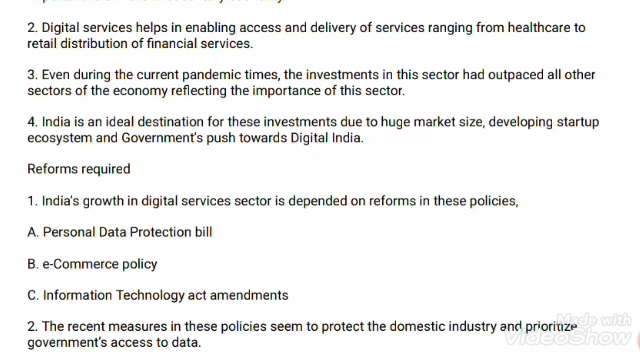 2. Digital services helps in enabling access and delivery of services ranging from healthcare to
retail distribution of financial services.
3. Even during the current pandemic times, the investments in this sector had outpaced all other
sectors of the economy reflecting the importance of this sector.
4. India is an ideal destination for these investments due to huge market size, developing startup
ecosystem and Government's push towards Digital India.
Reforms required
1. India's growth in digital services sector is depended on reforms in these policies,
A. Personal Data Protection bill
B. e-Commerce policy
C. Information Technology act amendments
2. The recent measures in these policies seem to protect the domestic industry and prioritize
government's access to data.
Made with
VideoShow